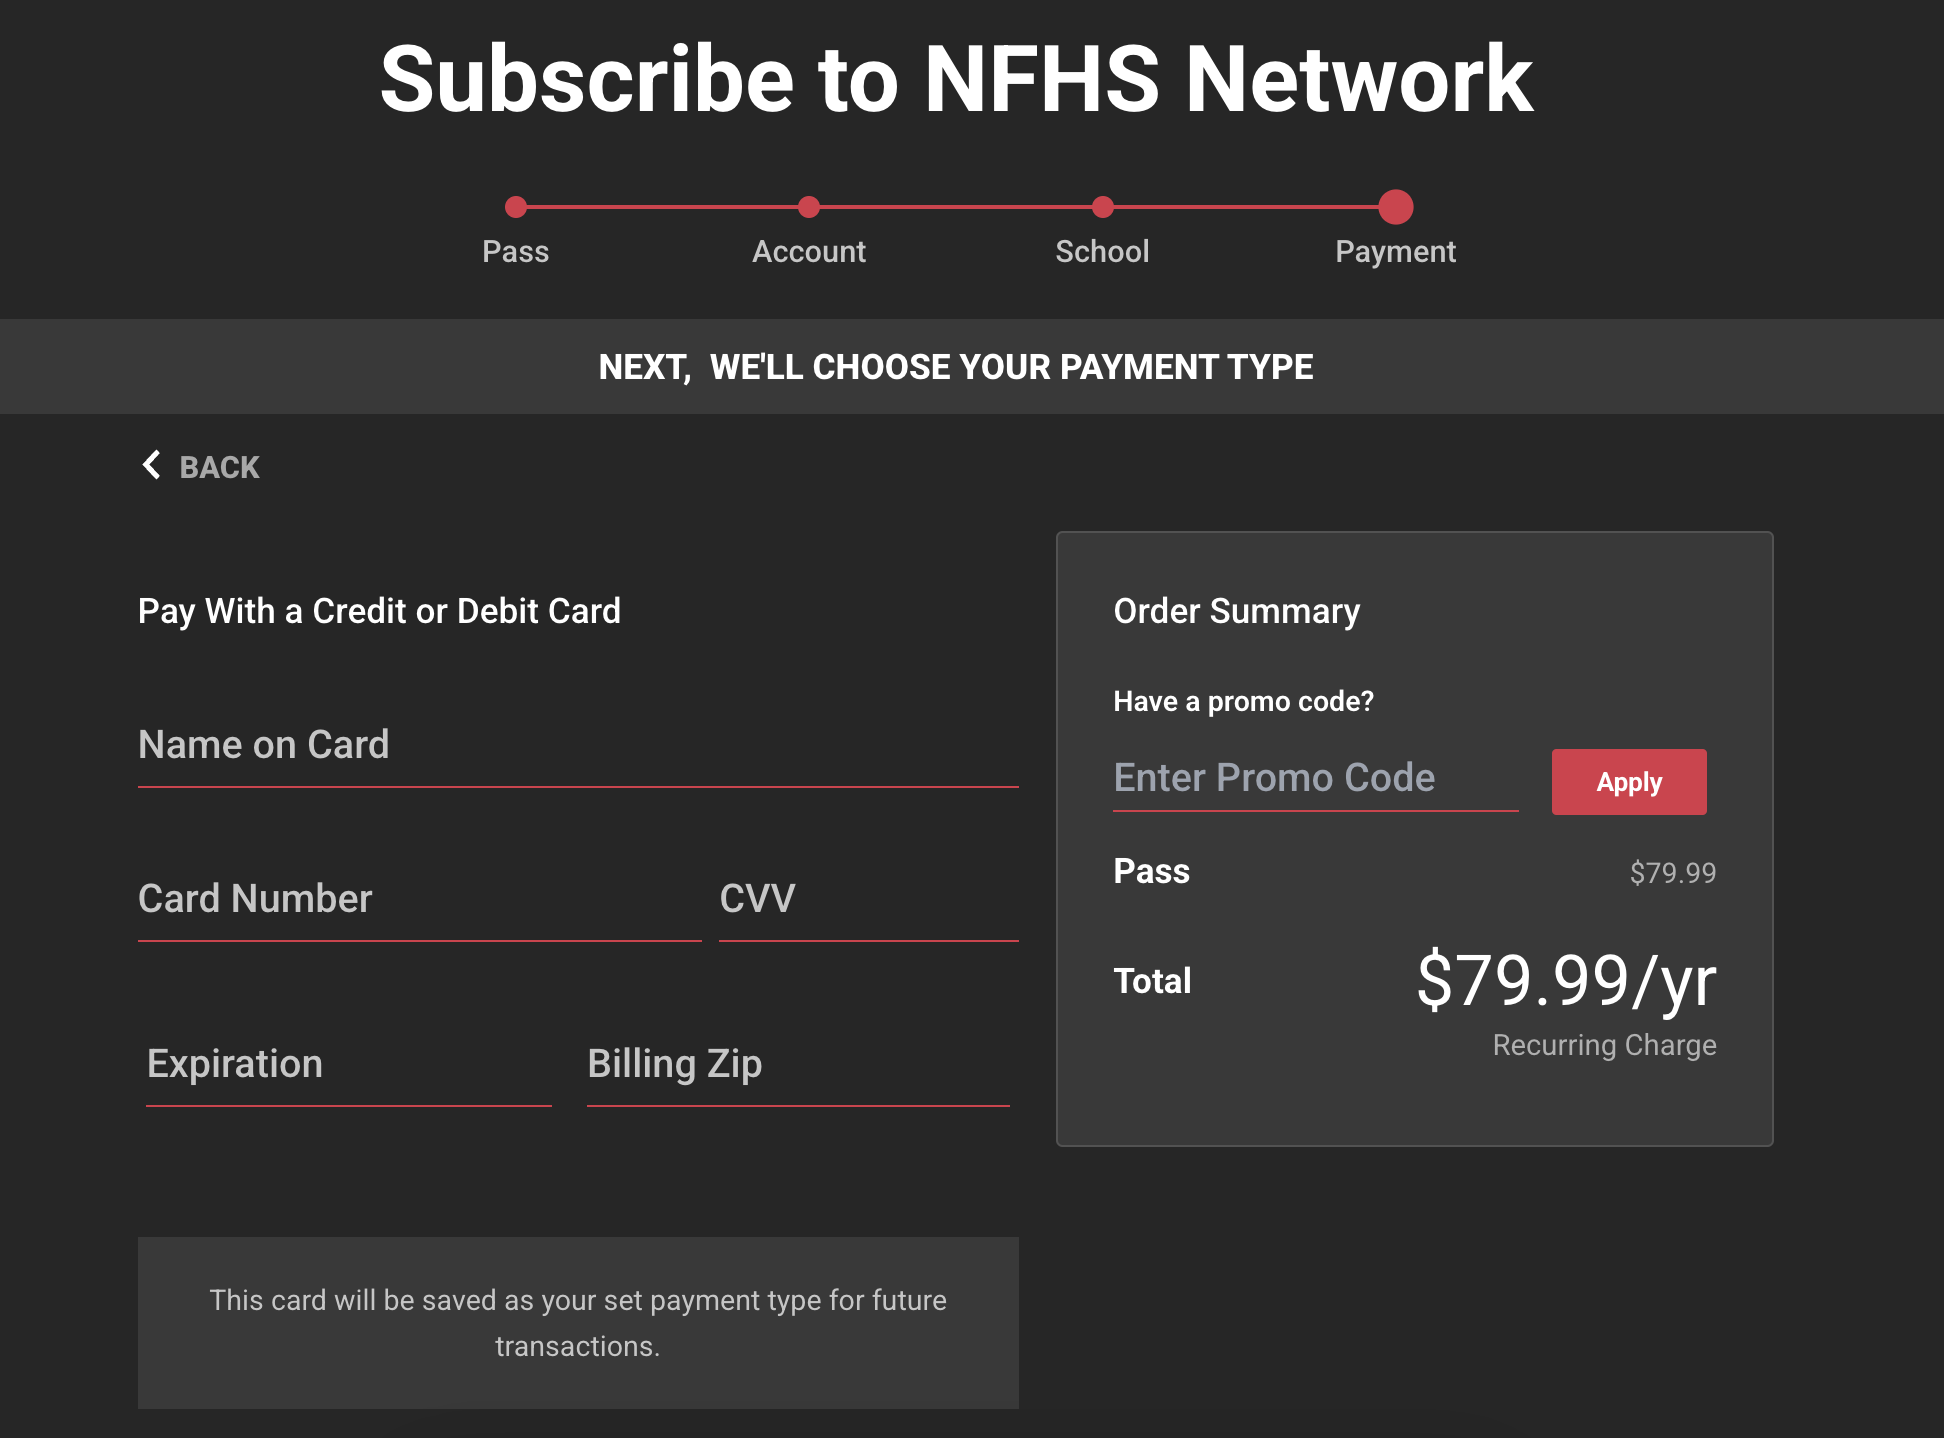 Subscribe to NFHS Network
Pass
Account
School
Payment
NEXT,  WE'LL CHOOSE YOUR PAYMENT TYPE
BACK
Pay With a Credit or Debit Card
Name on Card
Card Number
CVV
Expiration
Billing Zip
This card will be saved as your set payment type for future
transactions.
Order Summary
Have a promo code?
Enter Promo Code
Apply
Pass
$79.99
Total
$79.99/yr
Recurring Charge